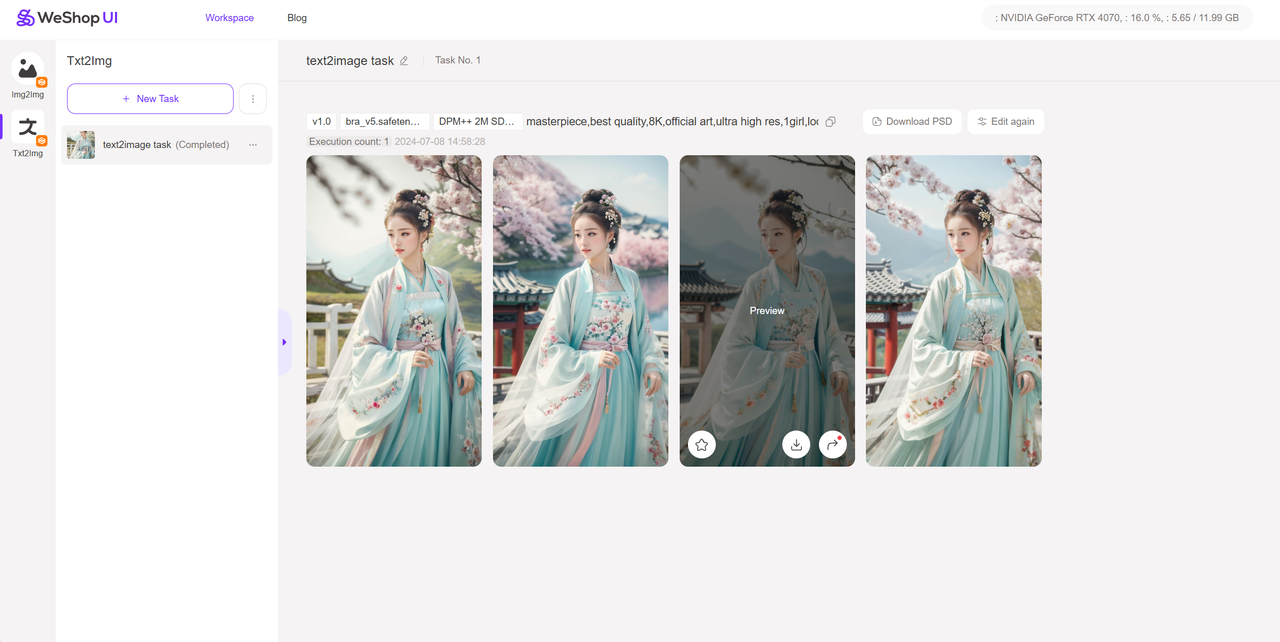 WeShop UI
Workspace
Blog
: NVIDIA GeForce RTX 4070, : 16.0 %, : 5.65 / 11.99 GB
Img2Img
文
Txt2Img
Txt2Img
+ New Task
text2image task (Completed)
text2image task
Task No. 1
v1.0
bra_v5.safeten...
DPM++ 2M SD...
masterpiece,best quality,8K,official art,ultra high res,1girl,loo
Download PSD
Edit again
Execution count: 1 2024-07-08 14:58:28
Preview